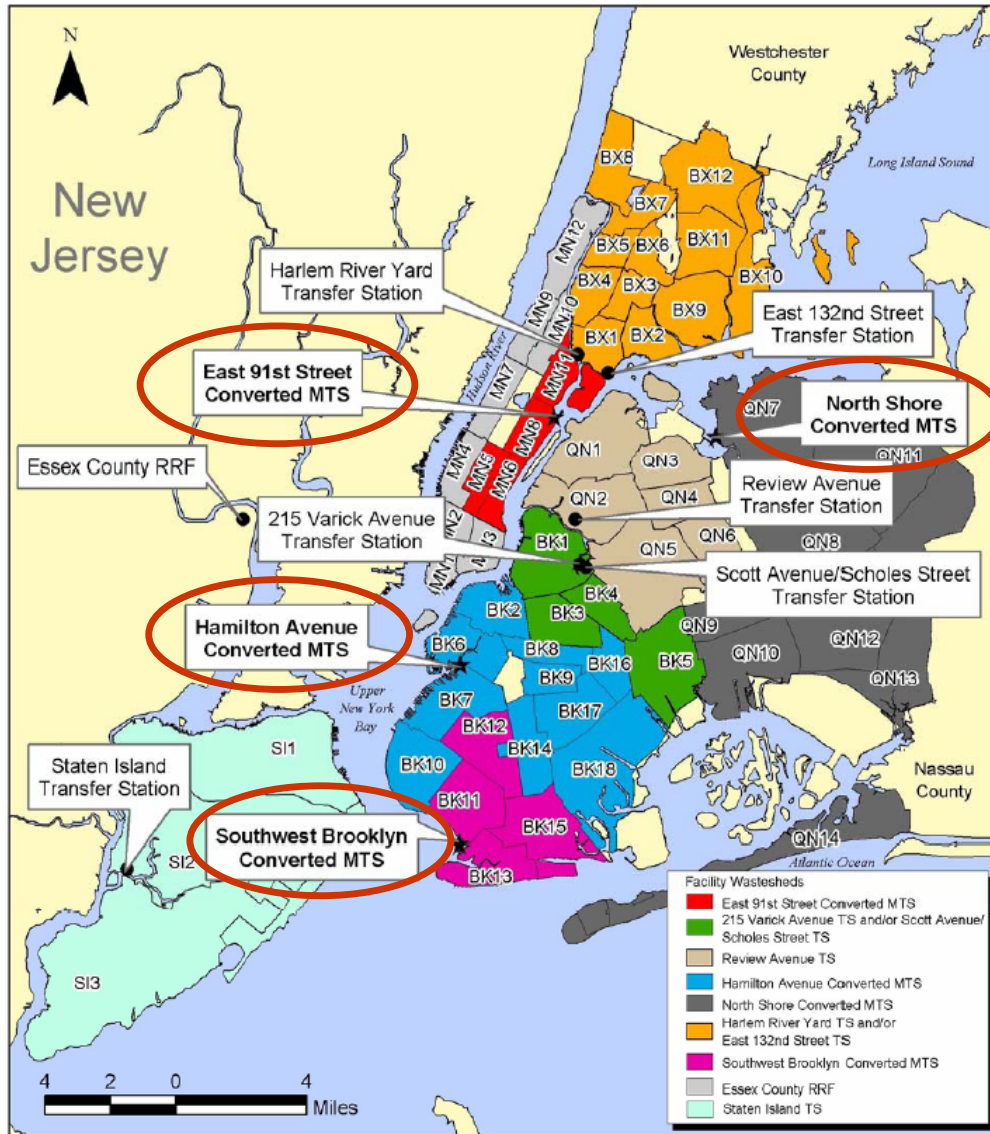 N
Westchester
County
Long Island Sound
New
Jersey
BX8
BX12
BX7
BX5
BX6
BX11
BX10
BX4
BX3
BX9
BX1
BX2
MN12
MN9
MN10
MN7
MN11
Hudson River
MN8
MN4
MN5
MN6
MN2
MN3
MN1
Harlem River Yard
Transfer Station
East 132nd Street
Transfer Station
East 91st Street
Converted MTS
North Shore
Converted MTS
QN7
QN11
QN1
QN3
Essex County RRF
Review Avenue
Transfer Station
QN2
QN4
QN6
QN5
QN8
215 Varick Avenue
Transfer Station
Scott Avenue/Scholes Street
Transfer Station
BK1
BK4
BK3
BK2
QN9
QN10
QN12
QN13
Hamilton Avenue
Converted MTS
BK6
BK8
BK16
BK5
BK9
BK7
BK17
Upper
New York
Bay
BK12
BK14
BK10
BK18
SI1
Staten Island
Transfer Station
BK11
BK15
Southwest Brooklyn
Converted MTS
BK13
Nassau
County
QN14
Atlantic Ocean
SI2
SI3
Facility Wastesheds
East 91st Street Converted MTS
215 Varick Avenue TS and/or Scott Avenue/
Scholes Street TS
Review Avenue TS
Hamilton Avenue Converted MTS
North Shore Converted MTS
Harlem River Yard TS and/or
East 132nd Street TS
Southwest Brooklyn Converted MTS
Essex County RRF
Staten Island TS
4 2 0 4
Miles